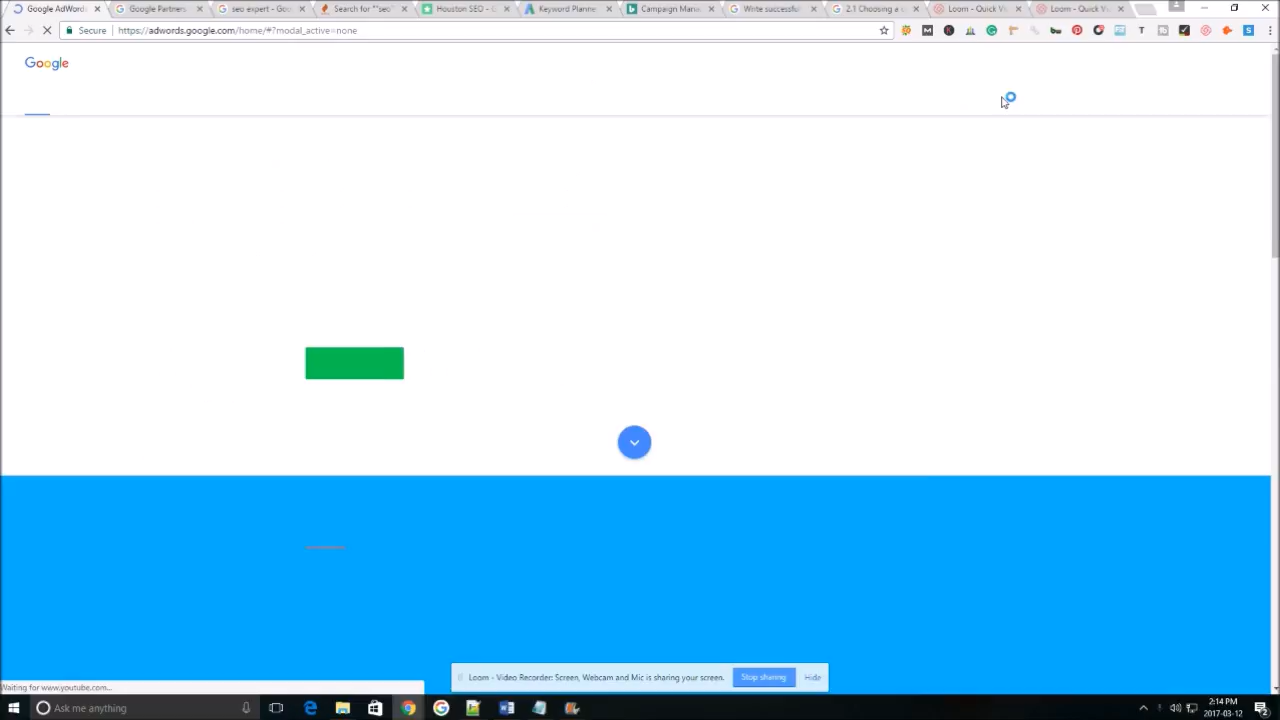 Google AdWords
Google Partners
seo expert - Goo
Search for "seo
Houston SEO - G
Keyword Planne
Campaign Mana
Write successful
2.1 Choosing a
Loom - Quick Vi
Loom - Quick Vi
Secure
https://adwords.google.com/home/#?modal_active=none
Google
Loom - Video Recorder: Screen, Webcam and Mic is sharing your screen.
Stop sharing
Hide
Waiting for www.youtube.com...
Ask me anything
2:14 PM
2017-03-12